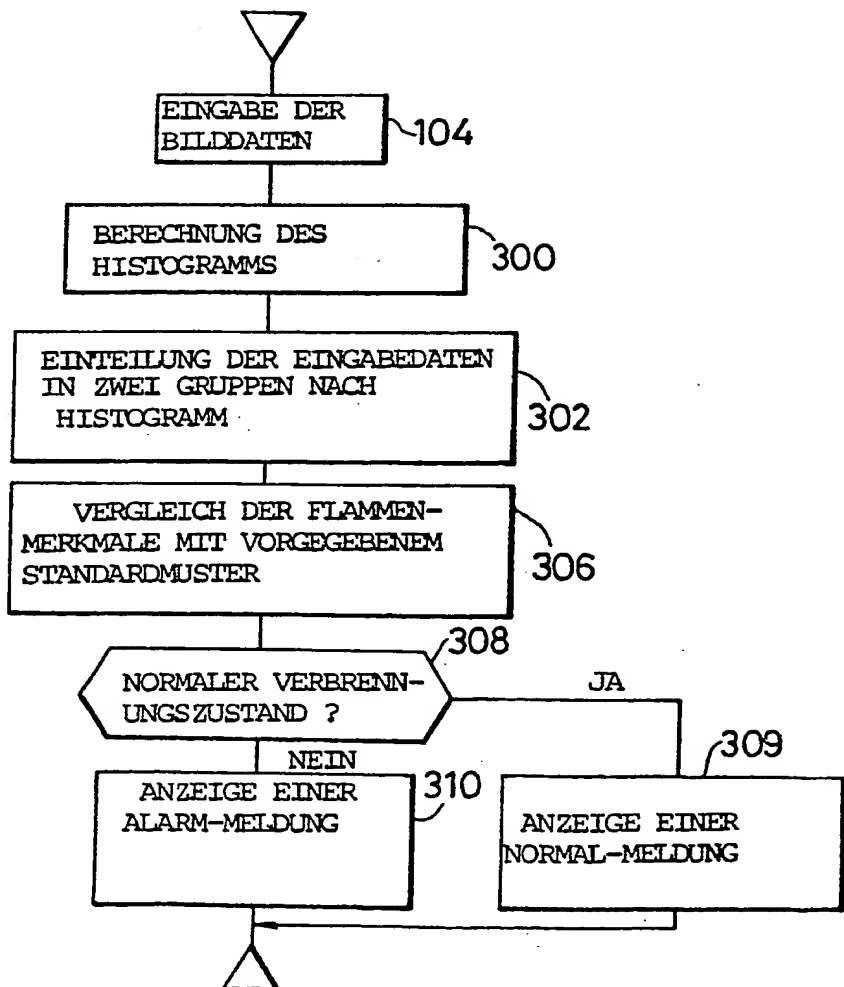 EINGABE DER
BILDDATEN
104
BERECHNUNG DES
HISTOGRAMMS
300
EINTEILUNG DER EINGABEDATEN
IN ZWEI GRUPPEN NACH
HISTOGRAMM
302
VERGLEICH DER FLAMMEN-
MERKMALE MIT VORGEGEBENEM
STANDARDMUSTER
306
308
NORMALER VERBRENN-
UNGSZUSTAND ?
JA
NEIN
309
ANZEIGE EINER
ALARM-MELDUNG
310
ANZEIGE EINER
NORMAL-MELDUNG